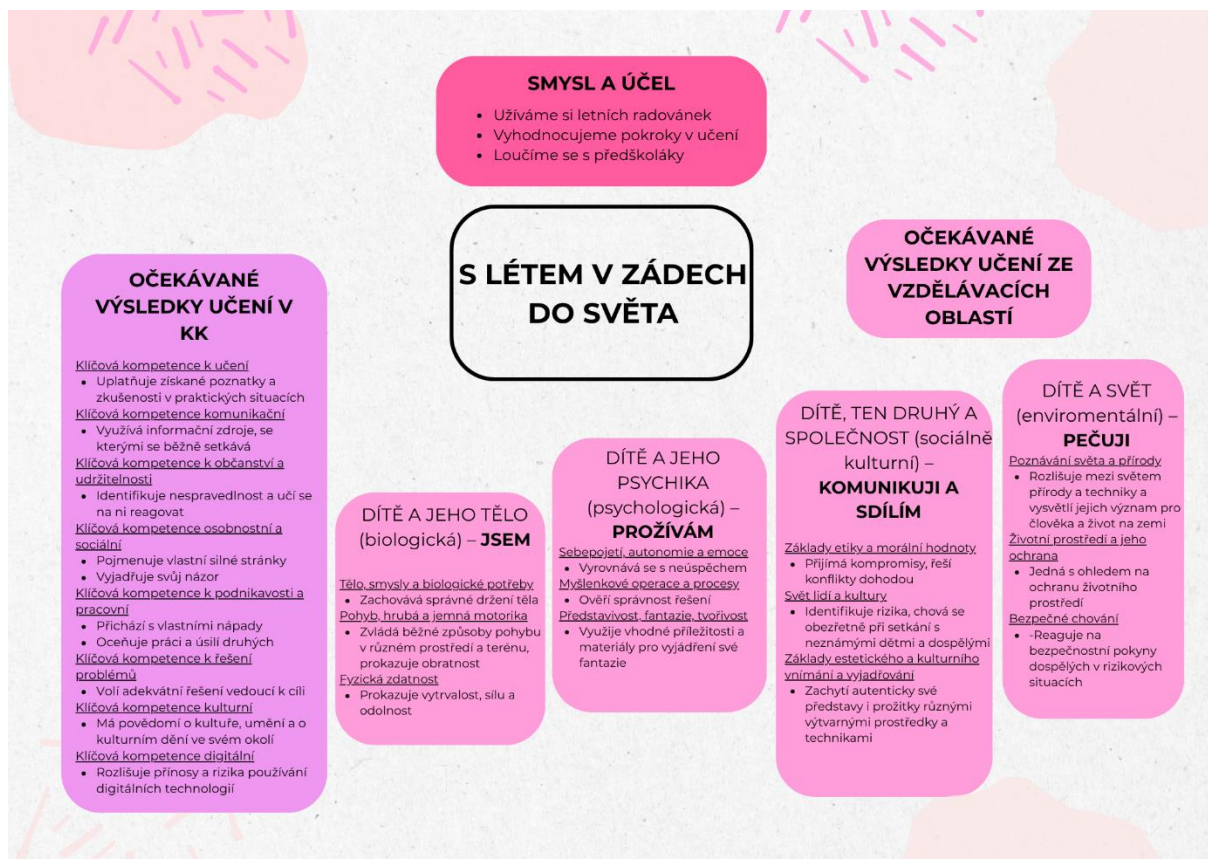 SMYSL A ÚČEL
• Užíváme si letních radovánek
• Vyhodnocujeme pokroky v učení
• Loučíme se s předškoláky
S LÉTEM V ZÁDECH
DO SVĚTA
OČEKÁVANÉ
VÝSLEDKY UČENÍ V
KK
Klíčová kompetence k učení
• Uplatňuje získané poznatky a
zkušenosti v praktických situacích
Klíčová kompetence komunikační
• Využívá informační zdroje, se
kterými se běžně setkává
Klíčová kompetence k občanství a
udržitelnosti
• Identifikuje nespravedlnost a učí se
na ni reagovat
Klíčová kompetence osobnostní a
sociální
• Pojmenuje vlastní silné stránky
• Vyjadřuje svůj názor
Klíčová kompetence k podnikavosti a
pracovní
• Přichází s vlastními nápady
• Oceňuje práci a úsilí druhých
Klíčová kompetence k řešení
problémů
• Volí adekvátní řešení vedoucí k cíli
Klíčová kompetence kulturní
• Má povědomí o kultuře, umění a o
kulturním dění ve svém okolí
Klíčová kompetence digitální
• Rozlišuje přínosy a rizika používání
digitálních technologií
OČEKÁVANÉ
VÝSLEDKY UČENÍ ZE
VZDĚLÁVACÍCH
OBLASTÍ
DÍTĚ A JEHO TĚLO
(biologická) – JSEM
Tělo, smysly a biologické potřeby
• Zachovává správné držení těla
Pohyb, hrubá a jemná motorika
• Zvládá běžné způsoby pohybu
v různém prostředí a terénu,
prokazuje obratnost
Fyzická zdatnost
• Prokazuje vytrvalost, sílu a
odolnost
DÍTĚ A JEHO
PSYCHIKA
(psychologická) –
PROŽÍVÁM
Sebepojetí, autonomie a emoce
• Vyrovnává se s neúspěchem
Myšlenkové operace a procesy
• Ověří správnost řešení
Představivost, fantazie, tvořivost
• Využije vhodné příležitosti a
materiály pro vyjádření své
fantazie
DÍTĚ, TEN DRUHÝ A
SPOLEČNOST (sociálně
kulturní) –
KOMUNIKUJI A
SDÍLÍM
Základy etiky a morální hodnoty
• Přijímá kompromisy, řeší
konflikty dohodou
Svět lidí a kultury
• Identifikuje rizika, chová se
obezřetně při setkání s
neznámými dětmi a dospělými
Základy estetického a kulturního
vnímání a vyjadřování
• Zachytí autenticky své
představy i prožitky různými
výtvarnými prostředky a
technikami
DÍTĚ A SVĚT
(enviromentální) –
PEČUJI
Poznávání světa a přírody
• Rozlišuje mezi světem
přírody a techniky a
vysvětlí jejich význam pro
člověka a život na zemi
Životní prostředí a jeho
ochrana
• Jedná s ohledem na
ochranu životního
prostředí
Bezpečné chování
• -Reaguje na
bezpečnostní pokyny
dospělých v rizikových
situacích